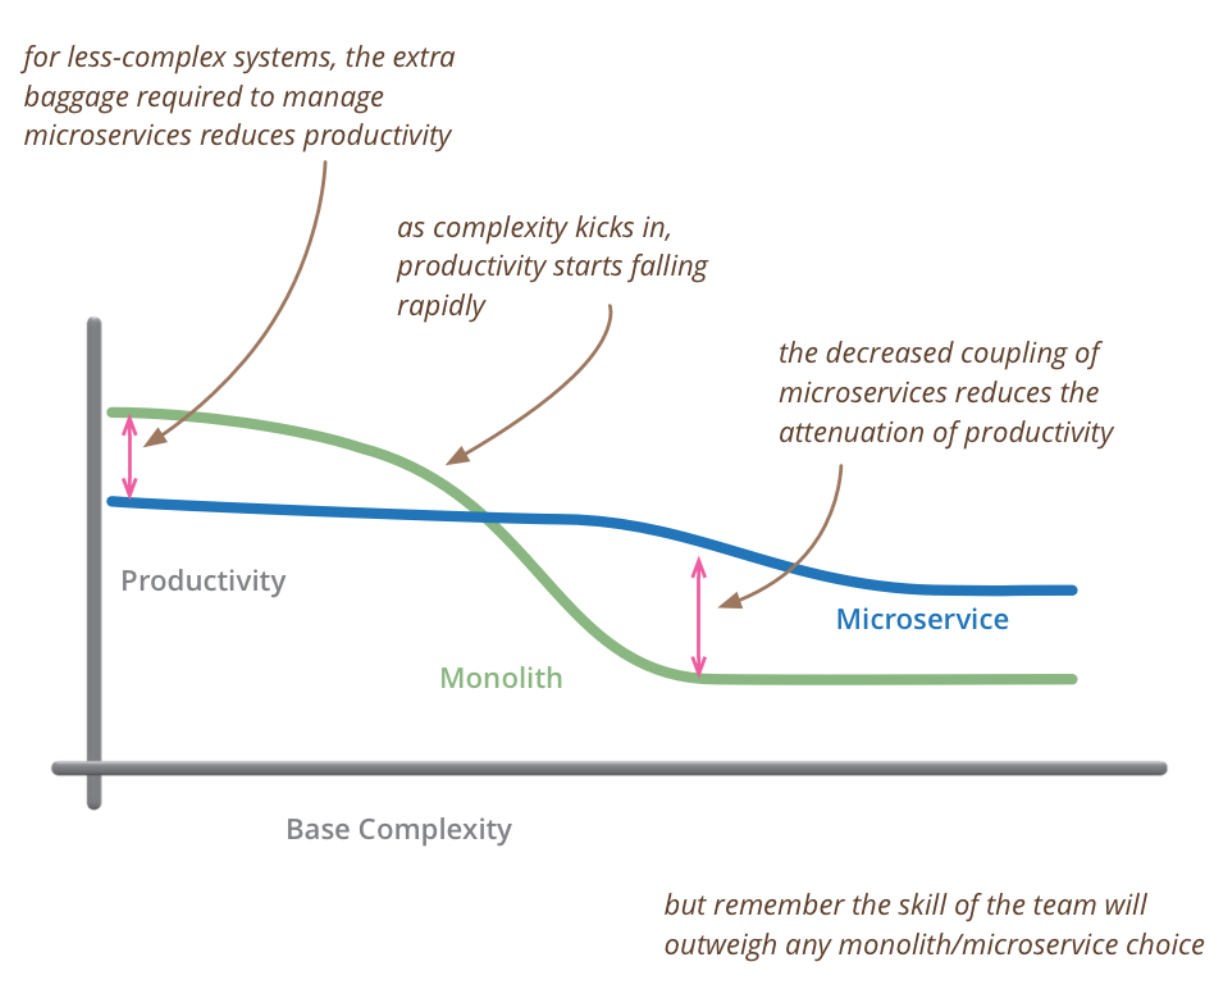 for less-complex systems, the extra
baggage required to manage
microservices reduces productivity
as complexity kicks in,
productivity starts falling
rapidly
the decreased coupling of
microservices reduces the
attenuation of productivity
Productivity
Microservice
Monolith
Base Complexity
but remember the skill of the team will
outweigh any monolith/microservice choice